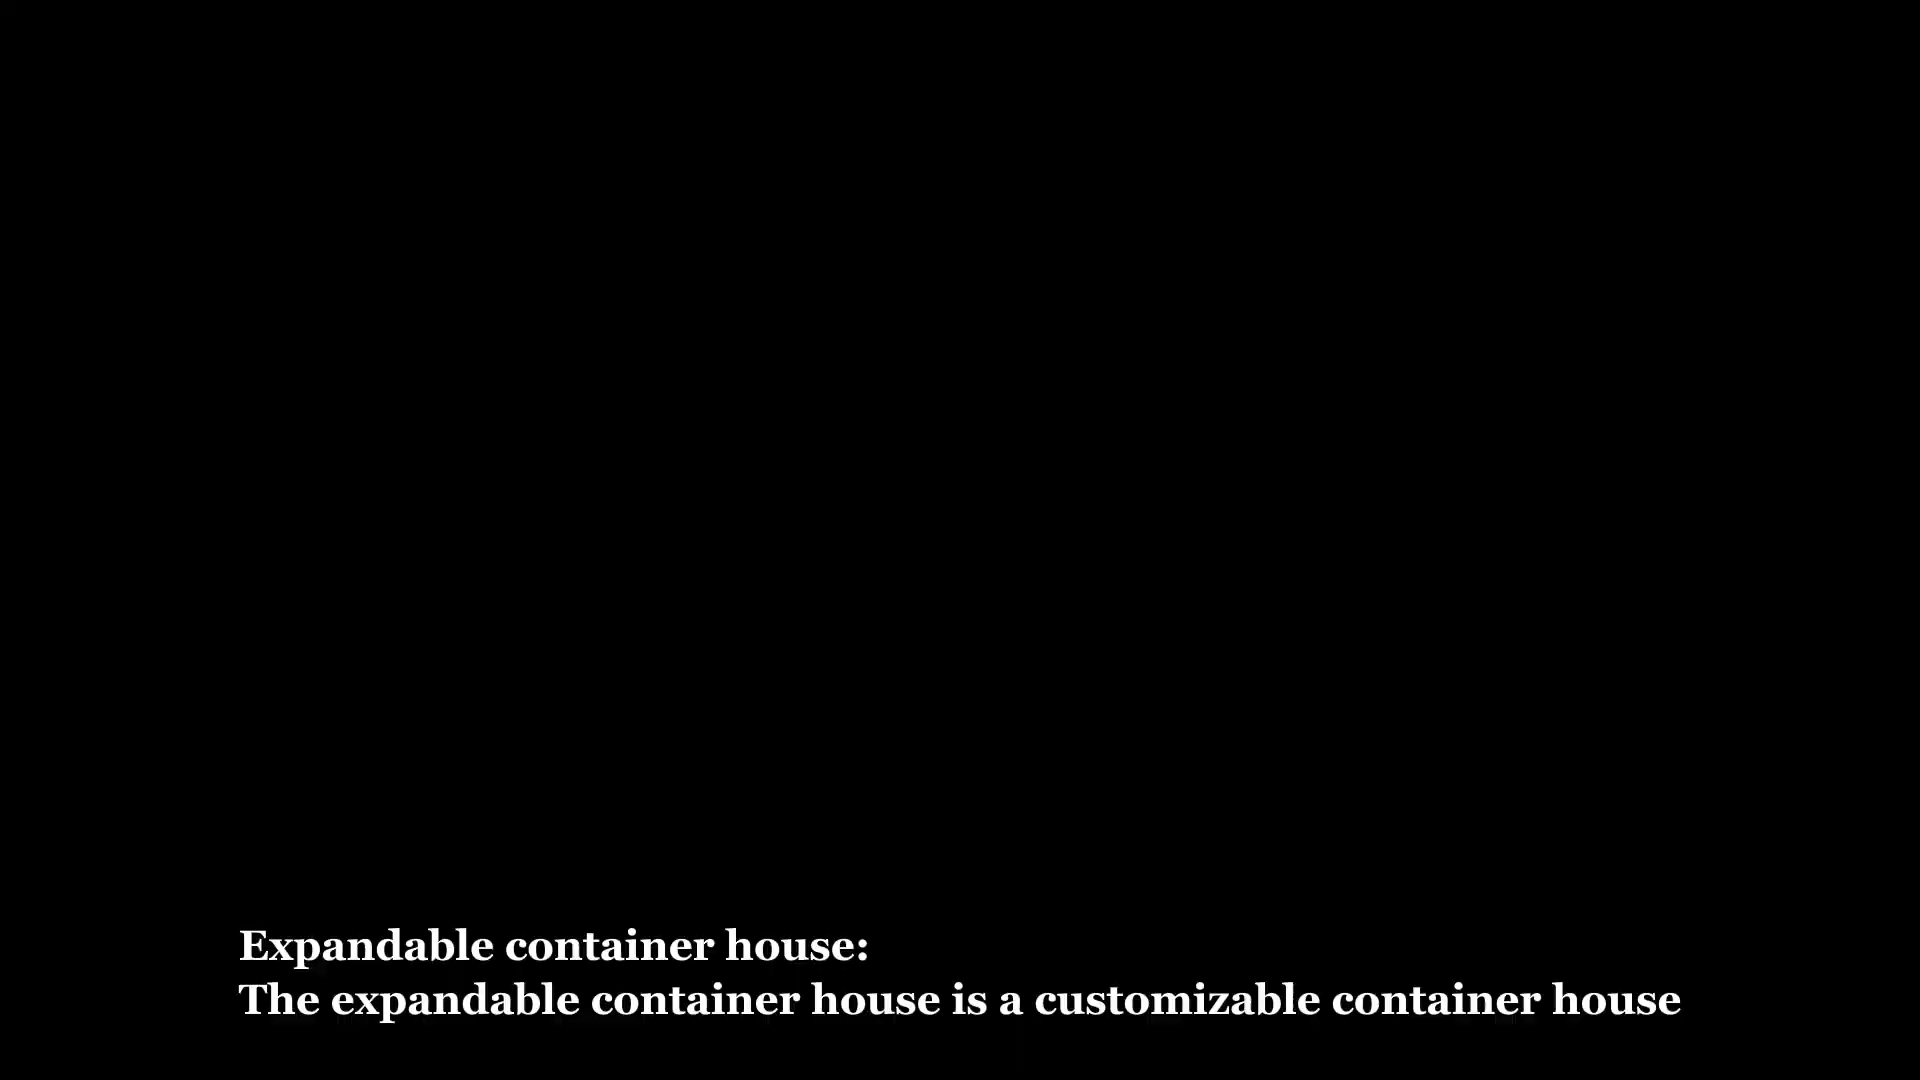 Expandable container house:
The expandable container house is a customizable container house